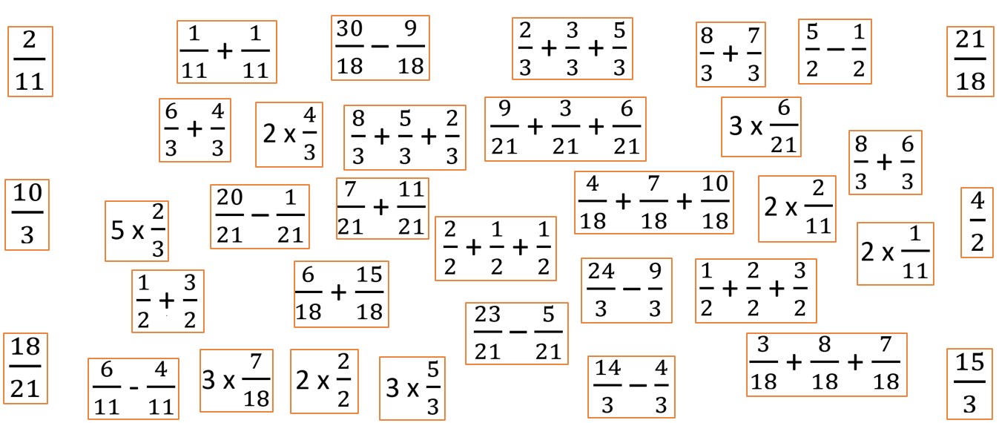 2/11
1/11 + 1/11
30/18 − 9/18
2/3 + 3/3 + 5/3
8/3 + 7/3
5/2 − 1/2
21/18
6/3 + 4/3
2 x 4/3
8/3 + 5/3 + 2/3
9/21 + 3/21 + 6/21
3 x 6/21
8/3 + 6/3
10/3
5 x 2/3
20/21 − 1/21
7/21 + 11/21
2/2 + 1/2 + 1/2
4/18 + 7/18 + 10/18
2 x 2/11
2 x 1/11
4/2
1/2 + 3/2
6/18 + 15/18
24/3 − 9/3
1/2 + 2/2 + 3/2
23/21 − 5/21
18/21
6/11 - 4/11
3 x 7/18
2 x 2/2
3 x 5/3
14/3 − 4/3
3/18 + 8/18 + 7/18
15/3